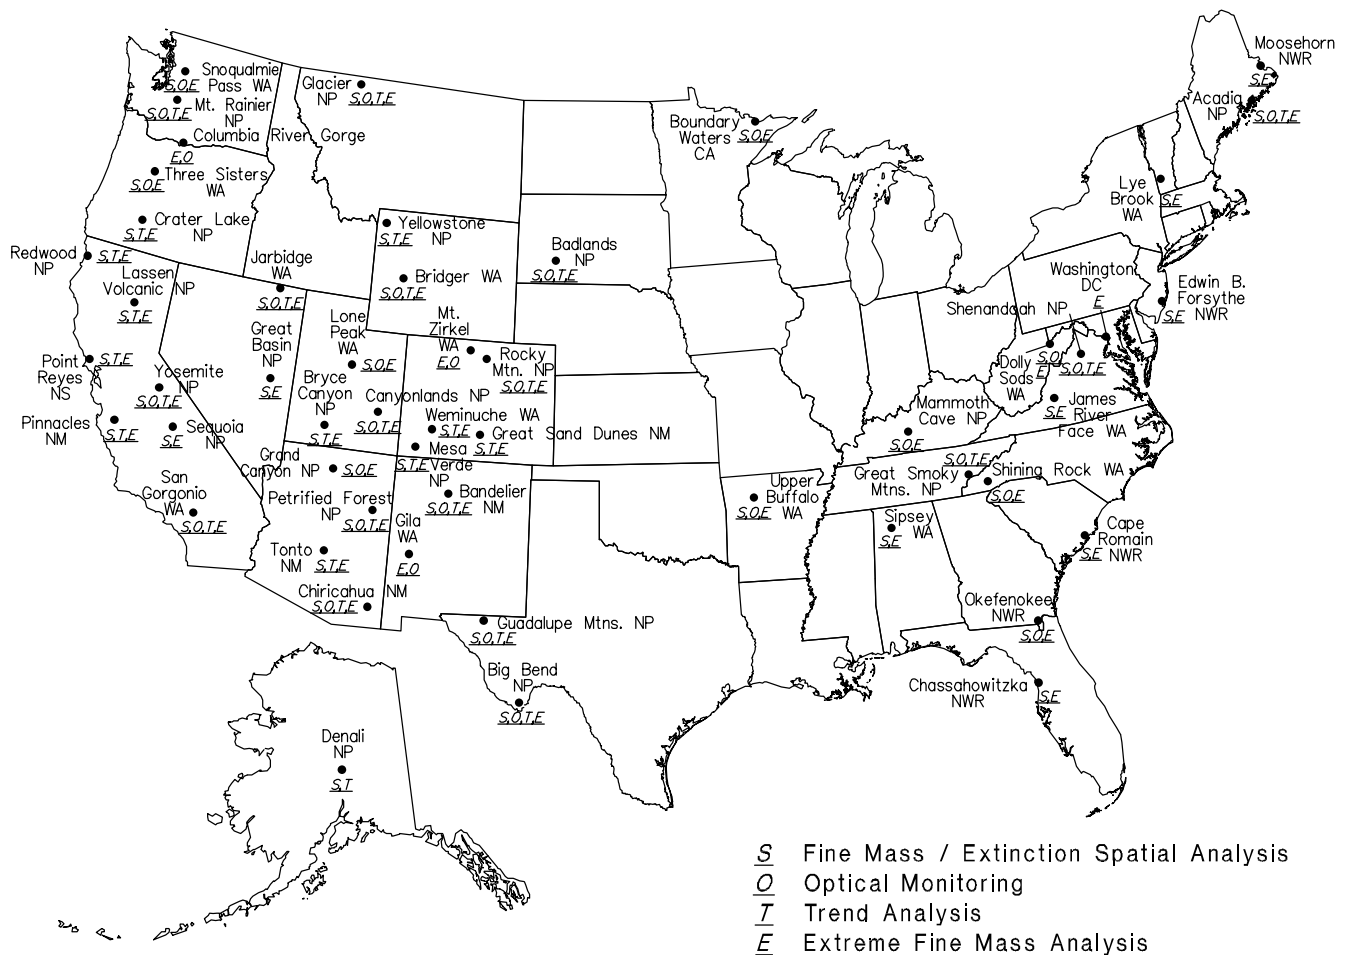 Snoqualmie
Pass WA
S,O,E
Mt. Rainier
NP
S,O,T,E
Columbia River Gorge
E,O
Three Sisters
WA
S,O,E
Crater Lake
NP
S,T,E
Glacier
NP
S,O,T,E
Boundary
Waters
CA
S,O,E
Moosehorn
NWR
S,E
Acadia
NP
S,O,T,E
Lye
Brook
WA
S,E
Redwood
NP
S,T,E
Lassen
Volcanic NP
S,T,E
Jarbidge
WA
S,O,T,E
Yellowstone
NP
S,T,E
Bridger WA
S,O,T,E
Badlands
NP
S,O,T,E
Washington
DC
E
Shenandoah NP
S,O,T,E
Edwin B.
Forsythe
NWR
S,E
Dolly
Sods
WA
S,O,
E
James
River
Face WA
S,E
Point
Reyes
NS
S,T,E
Yosemite
NP
S,O,T,E
Great
Basin
NP
S,E
Lone
Peak
WA
S,O,E
Mt.
Zirkel
WA
E,O
Rocky
Mtn. NP
S,O,T,E
Bryce
Canyon
NP
S,T,E
Canyonlands NP
S,O,T,E
Weminuche WA
S,T,E
Great Sand Dunes NM
S,T,E
Mesa
Verde
NP
S,T,E
Pinnacles
NM
S,T,E
Sequoia
NP
S,E
Mammoth
Cave NP
S,O,E
San
Gorgonio
WA
S,O,T,E
Grand
Canyon NP
S,O,E
Petrified Forest
NP
S,O,T,E
Bandelier
NM
S,O,T,E
Gila
WA
E,O
Tonto
NM
S,T,E
Chiricahua NM
S,O,T,E
Great Smoky
Mtns. NP
S,O,T,E
Shining Rock WA
S,O,E
Upper
Buffalo
WA
S,O,E
Sipsey
WA
S,E
Cape
Romain
NWR
S,E
Okefenokee
NWR
S,O,E
Guadalupe Mtns. NP
S,O,T,E
Big Bend
NP
S,O,T,E
Chassahowitzka
NWR
S,E
Denali
NP
S,T
S Fine Mass / Extinction Spatial Analysis
O Optical Monitoring
T Trend Analysis
E Extreme Fine Mass Analysis